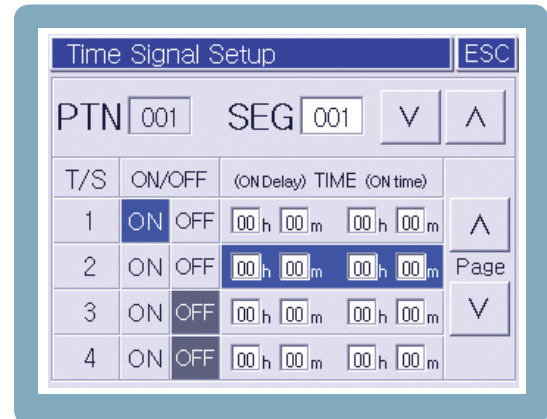 Time Signal Setup ESC
PTN 001 SEG 001 ∨ ∧
T/S ON/OFF (ON Delay) TIME (ON time)
1 ON OFF 00 h 00 m 00 h 00 m ∧
2 ON OFF 00 h 00 m 00 h 00 m Page
3 ON OFF 00 h 00 m 00 h 00 m ∨
4 ON OFF 00 h 00 m 00 h 00 m